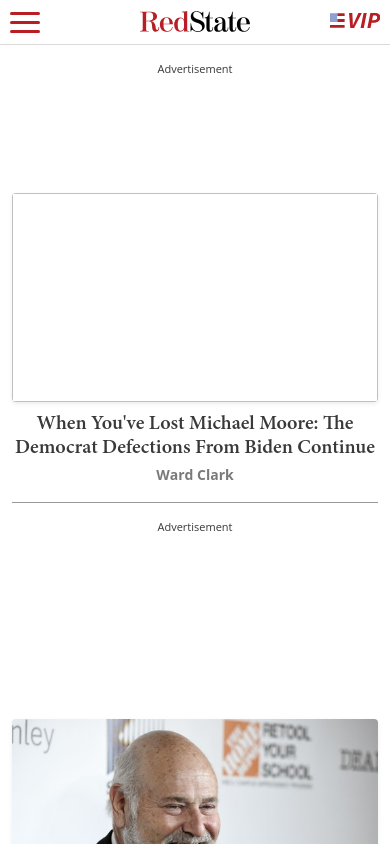 RedState
VIP
Advertisement
When You've Lost Michael Moore: The
Democrat Defections From Biden Continue
Ward Clark
Advertisement
nley
RETOOL
YOUR
SCHOOL